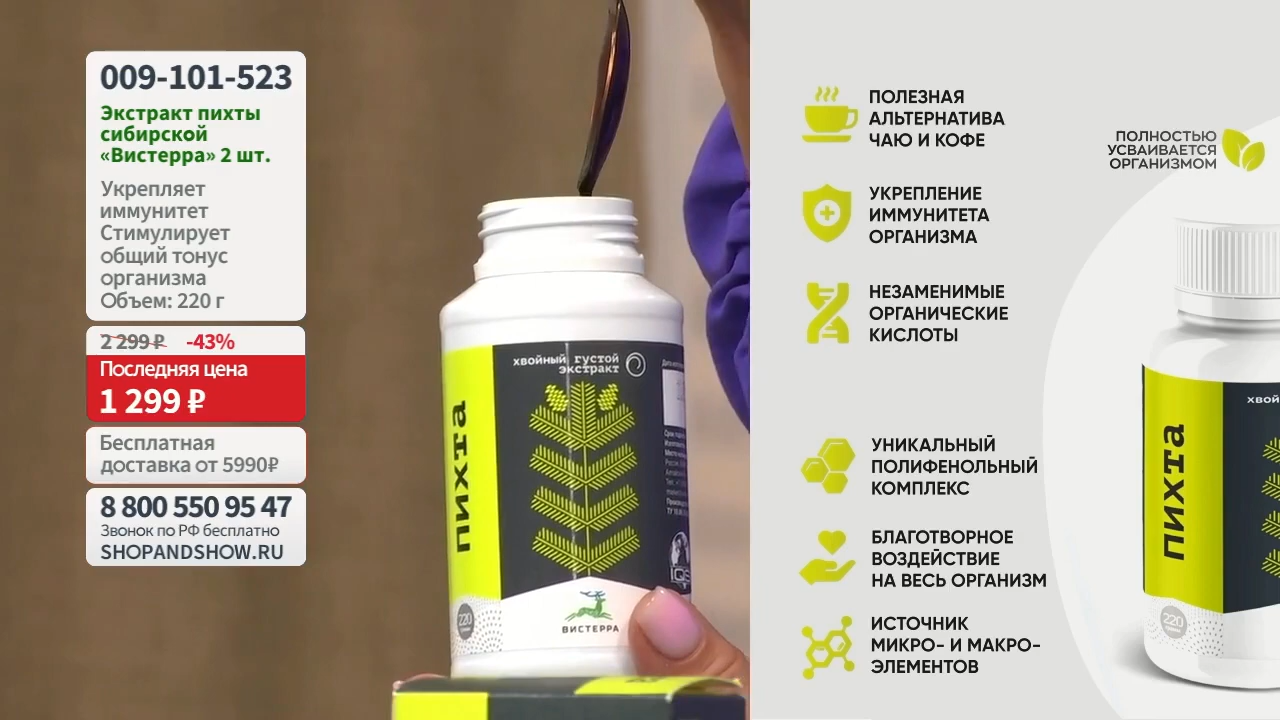 009-101-523
Экстракт пихты
сибирской
«Вистерра» 2 шт.
Укрепляет
иммунитет
Стимулирует
общий тонус
организма
Объем: 220 г
2 299 ₽ -43%
Последняя цена
1 299 ₽
Бесплатная
доставка от 5990₽
8 800 550 95 47
Звонок по РФ бесплатно
SHOPANDSHOW.RU
ХВОЙНЫЙ ГУСТОЙ
ЭКСТРАКТ
ПИХТА
220
ВИСТЕРРА
ПОЛЕЗНАЯ
АЛЬТЕРНАТИВА
ЧАЮ И КОФЕ
УКРЕПЛЕНИЕ
ИММУНИТЕТА
ОРГАНИЗМА
НЕЗАМЕНИМЫЕ
ОРГАНИЧЕСКИЕ
КИСЛОТЫ
УНИКАЛЬНЫЙ
ПОЛИФЕНОЛЬНЫЙ
КОМПЛЕКС
БЛАГОТВОРНОЕ
ВОЗДЕЙСТВИЕ
НА ВЕСЬ ОРГАНИЗМ
ИСТОЧНИК
МИКРО- И МАКРО-
ЭЛЕМЕНТОВ
ПОЛНОСТЬЮ
УСВАИВАЕТСЯ
ОРГАНИЗМОМ
ХВОЙ
ПИХТА
220